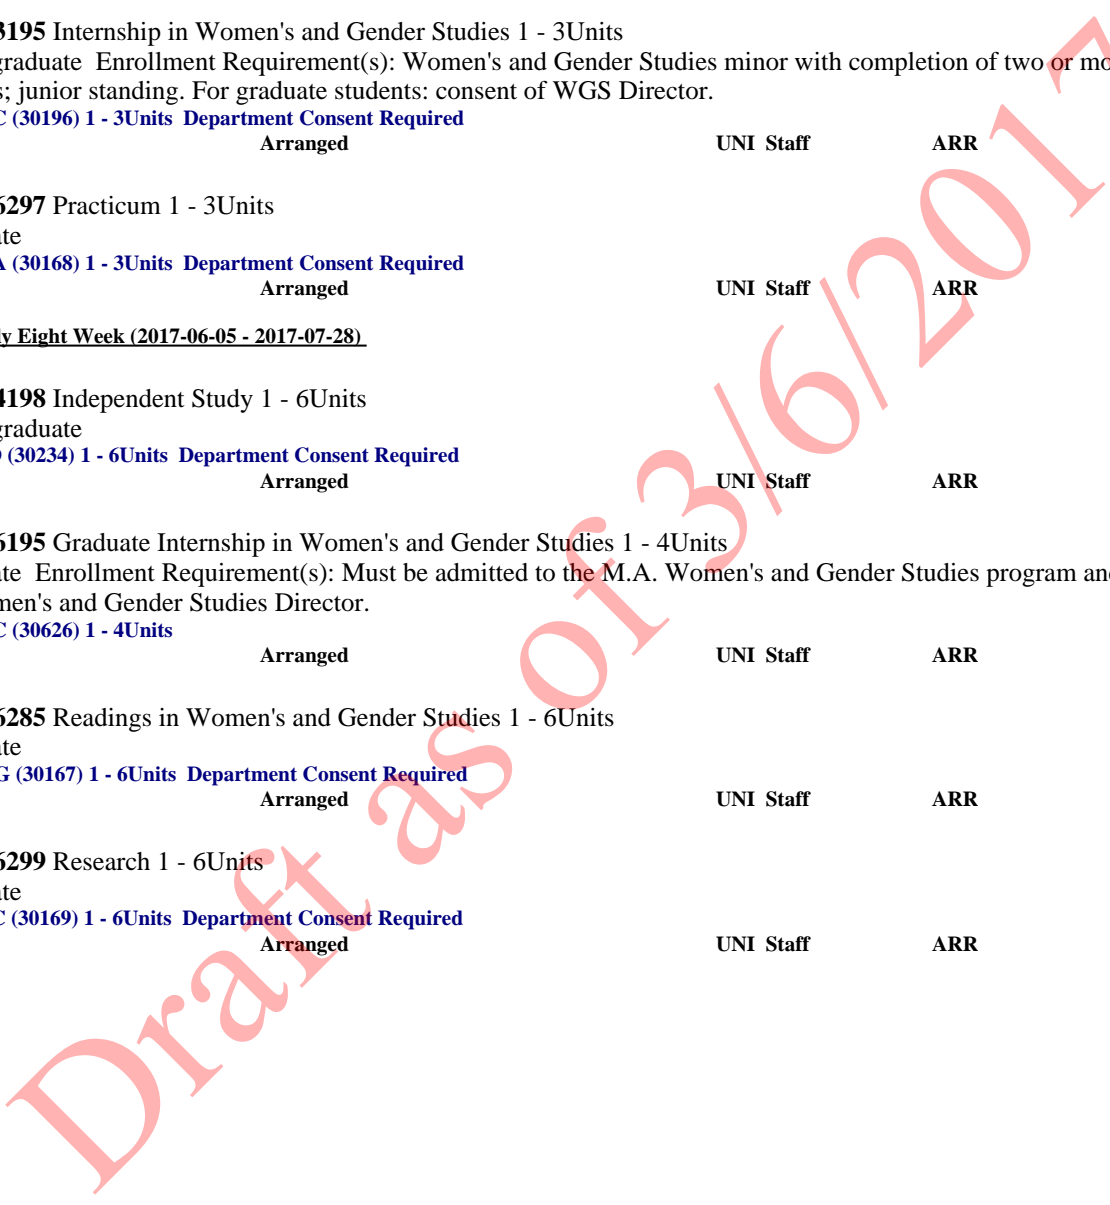 3195 Internship in Women's and Gender Studies 1 - 3Units
graduate Enrollment Requirement(s): Women's and Gender Studies minor with completion of two or mo
s; junior standing. For graduate students: consent of WGS Director.
C (30196) 1 - 3Units Department Consent Required
Arranged UNI Staff ARR
6297 Practicum 1 - 3Units
ate
A (30168) 1 - 3Units Department Consent Required
Arranged UNI Staff ARR
ly Eight Week (2017-06-05 - 2017-07-28)
4198 Independent Study 1 - 6Units
graduate
(30234) 1 - 6Units Department Consent Required
Arranged UNI Staff ARR
6195 Graduate Internship in Women's and Gender Studies 1 - 4Units
ate Enrollment Requirement(s): Must be admitted to the M.A. Women's and Gender Studies program and
men's and Gender Studies Director.
C (30626) 1 - 4Units
Arranged UNI Staff ARR
6285 Readings in Women's and Gender Studies 1 - 6Units
ate
G (30167) 1 - 6Units Department Consent Required
Arranged UNI Staff ARR
6299 Research 1 - 6Units
ate
C (30169) 1 - 6Units Department Consent Required
Arranged UNI Staff ARR
Draft as of 3/6/2017